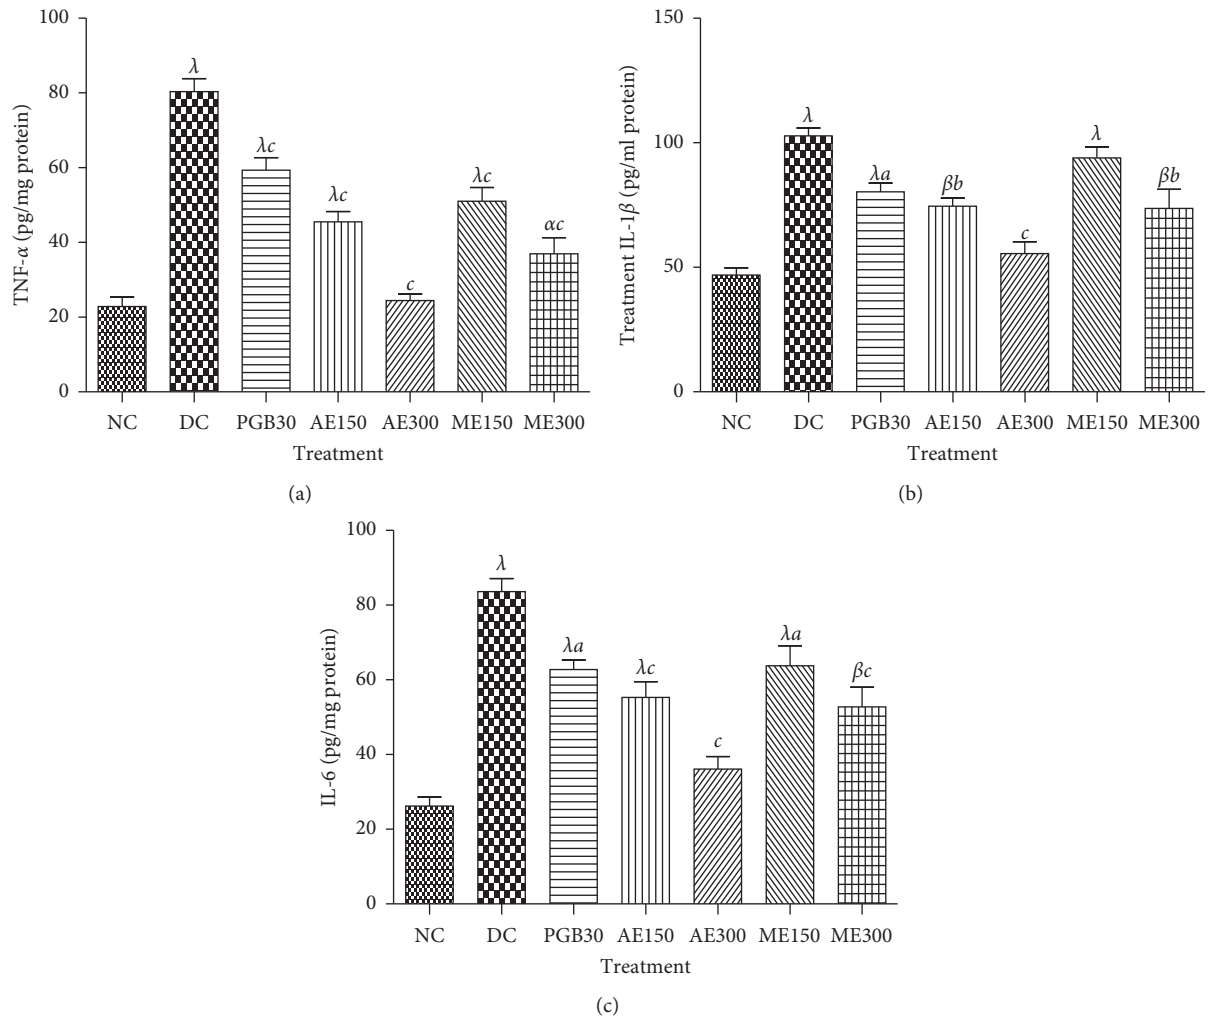 100
80
60
40
20
0
TNF-α (pg/mg protein)
λ
λc
λc
c
λc
αc
NC DC PGB30 AE150 AE300 ME150 ME300
Treatment
(a)
150
100
50
0
Treatment IL-1β (pg/ml protein)
λ
λa
βb
c
λ
βb
NC DC PGB30 AE150 AE300 ME150 ME300
Treatment
(b)
100
80
60
40
20
0
IL-6 (pg/mg protein)
λ
λa
λc
c
λa
βc
NC DC PGB30 AE150 AE300 ME150 ME300
Treatment
(c)